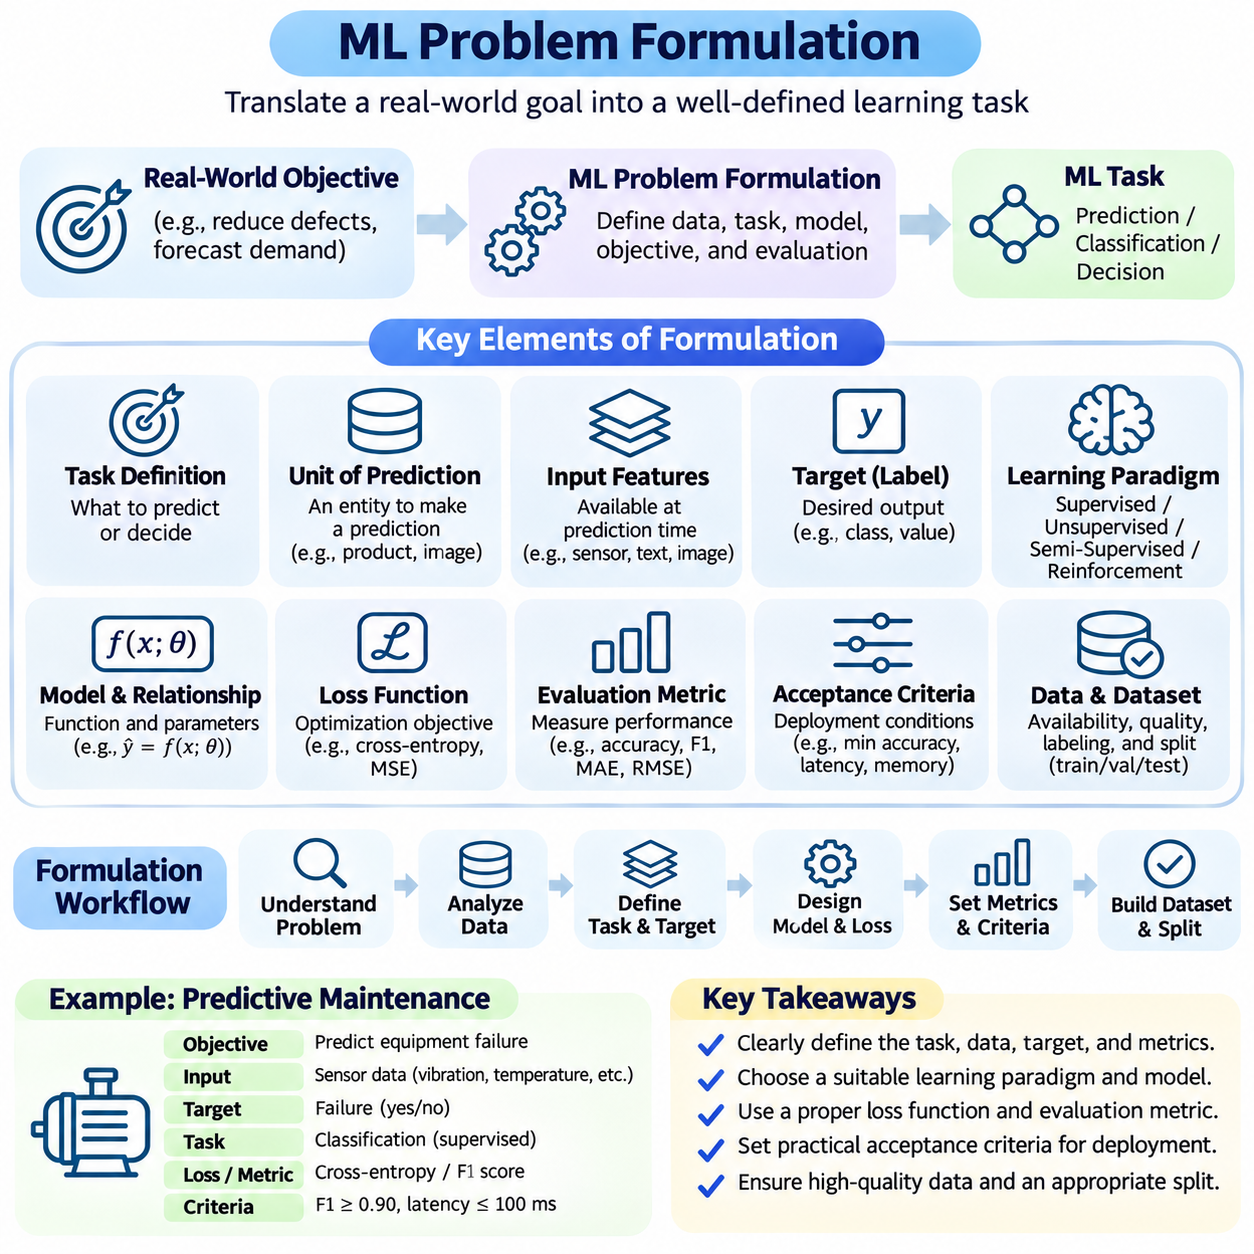 ML Problem Formulation
Translate a real-world goal into a well-defined learning task
Real-World Objective
(e.g., reduce defects,
forecast demand)
ML Problem Formulation
Define data, task, model,
objective, and evaluation
ML Task
Prediction /
Classification /
Decision
Key Elements of Formulation
Task Definition
What to predict
or decide
Unit of Prediction
An entity to make
a prediction
(e.g., product, image)
Input Features
Available at
prediction time
(e.g., sensor, text, image)
y
Target (Label)
Desired output
(e.g., class, value)
Learning Paradigm
Supervised /
Unsupervised /
Semi-Supervised /
Reinforcement
f(x; θ)
Model & Relationship
Function and parameters
(e.g., ŷ = f(x; θ))
ℒ
Loss Function
Optimization objective
(e.g., cross-entropy,
MSE)
Evaluation Metric
Measure performance
(e.g., accuracy, F1,
MAE, RMSE)
Acceptance Criteria
Deployment conditions
(e.g., min accuracy,
latency, memory)
Data & Dataset
Availability, quality,
labeling, and split
(train/val/test)
Formulation
Workflow
Understand
Problem
Analyze
Data
Define
Task & Target
Design
Model & Loss
Set Metrics
& Criteria
Build Dataset
& Split
Example: Predictive Maintenance
Objective Predict equipment failure
Input Sensor data (vibration, temperature, etc.)
Target Failure (yes/no)
Task Classification (supervised)
Loss / Metric Cross-entropy / F1 score
Criteria F1 ≥ 0.90, latency ≤ 100 ms
Key Takeaways
Clearly define the task, data, target, and metrics.
Choose a suitable learning paradigm and model.
Use a proper loss function and evaluation metric.
Set practical acceptance criteria for deployment.
Ensure high-quality data and an appropriate split.